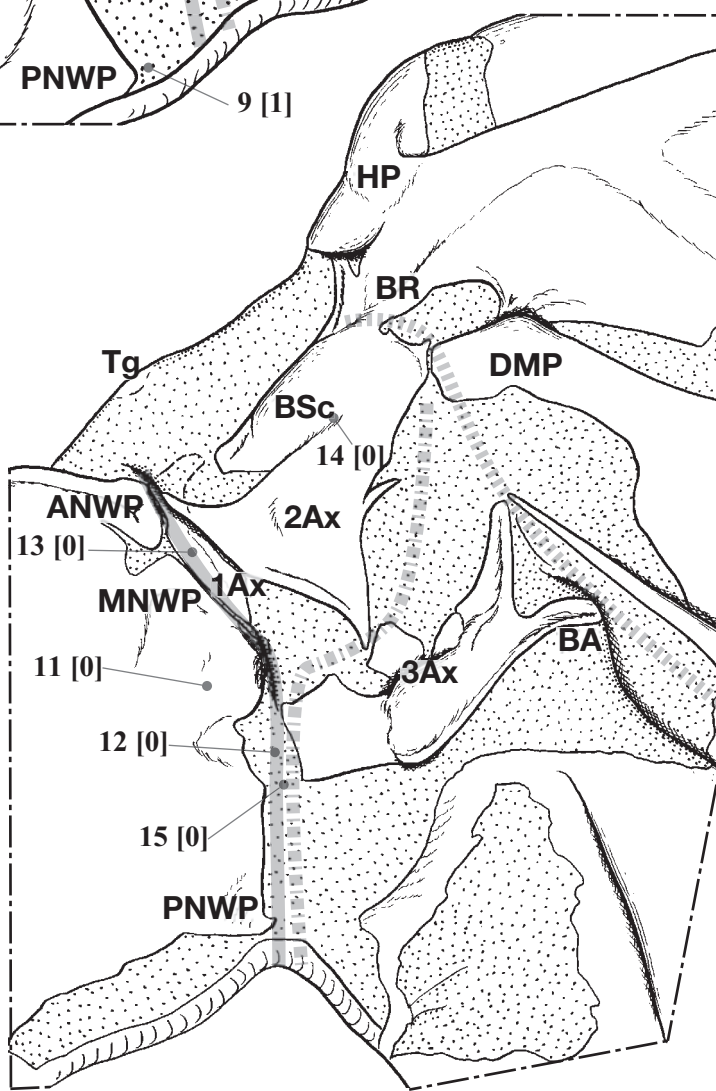 PNWP
9 [1]
HP
BR
Tg
DMP
BSc
14 [0]
ANWP
2Ax
13 [0]
1Ax
MNWP
BA
11 [0]
3Ax
12 [0]
15 [0]
PNWP